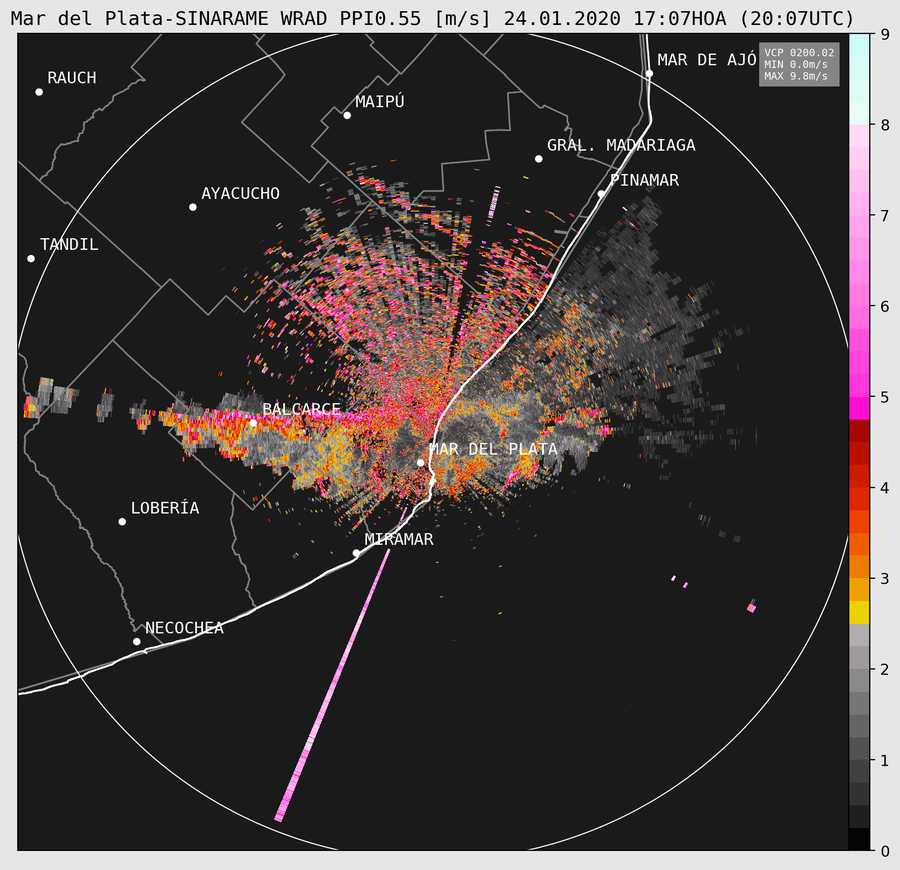 Mar del Plata-SINARAME WRAD PPI0.55 [m/s] 24.01.2020 17:07HOA (20:07UTC)
MAR DE AJÓ
VCP 0200.02
MIN 0.0m/s
MAX 9.8m/s
RAUCH
MAIPÚ
GRAL. MADARIAGA
PINAMAR
AYACUCHO
TANDIL
BALCARCE
MAR DEL PLATA
LOBERÍA
MIRAMAR
NECOCHEA
9
8
7
6
5
4
3
2
1
0